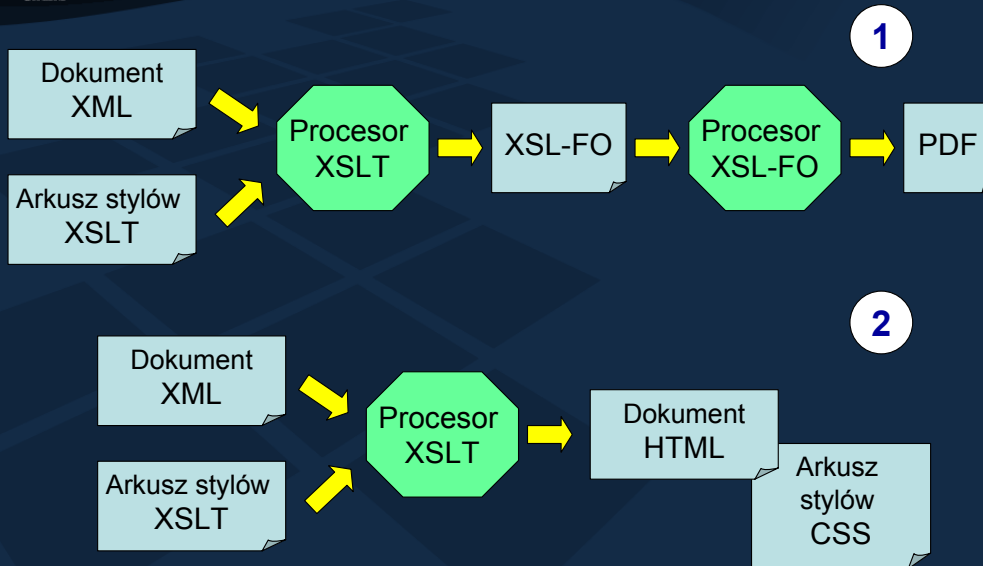 1
Dokument
XML
Arkusz stylów
XSLT
Procesor
XSLT
XSL-FO
Procesor
XSL-FO
PDF
2
Dokument
XML
Arkusz stylów
XSLT
Procesor
XSLT
Dokument
HTML
Arkusz
stylów
CSS